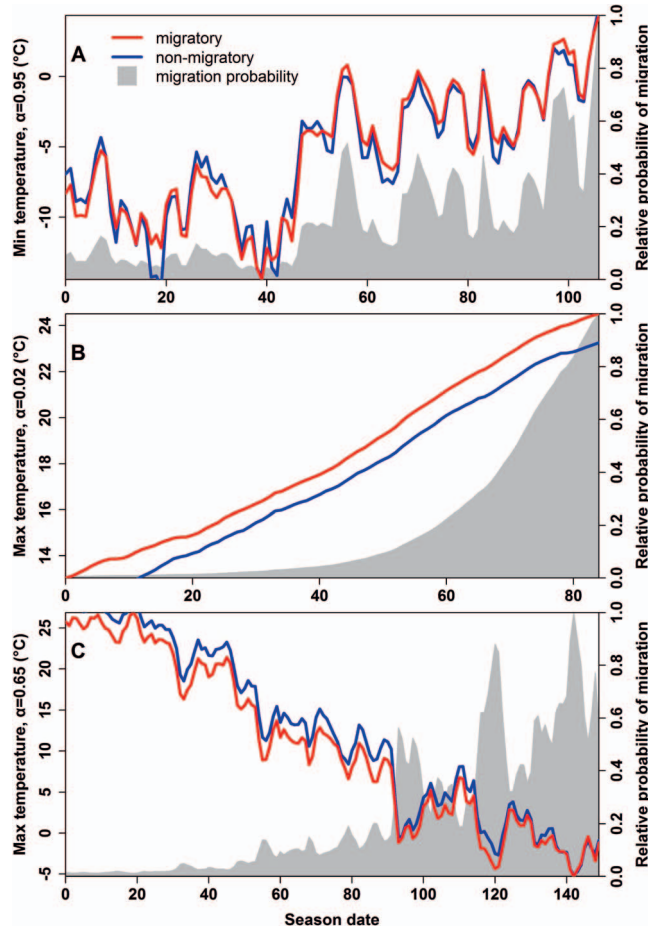 A
migratory
non-migratory
migration probability
Min temperature, α=0.95 (°C)
0
-5
-10
Relative probability of migration
1.0
0.8
0.6
0.4
0.2
0.0
0 20 40 60 80 100
B
Max temperature, α=0.02 (°C)
24
22
20
18
16
14
Relative probability of migration
1.0
0.8
0.6
0.4
0.2
0.0
0 20 40 60 80
C
Max temperature, α=0.65 (°C)
25
20
15
10
5
0
-5
Relative probability of migration
1.0
0.8
0.6
0.4
0.2
0.0
0 20 40 60 80 100 120 140
Season date